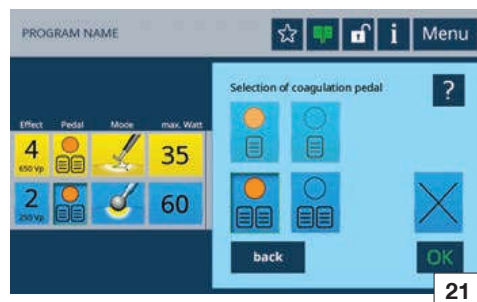 PROGRAM NAME
i
Menu
Selection of coagulation pedal
?
Effect Pedal Mode max. Watt
4
650 Vp
35
2
250 Vp
60
back
OK
21